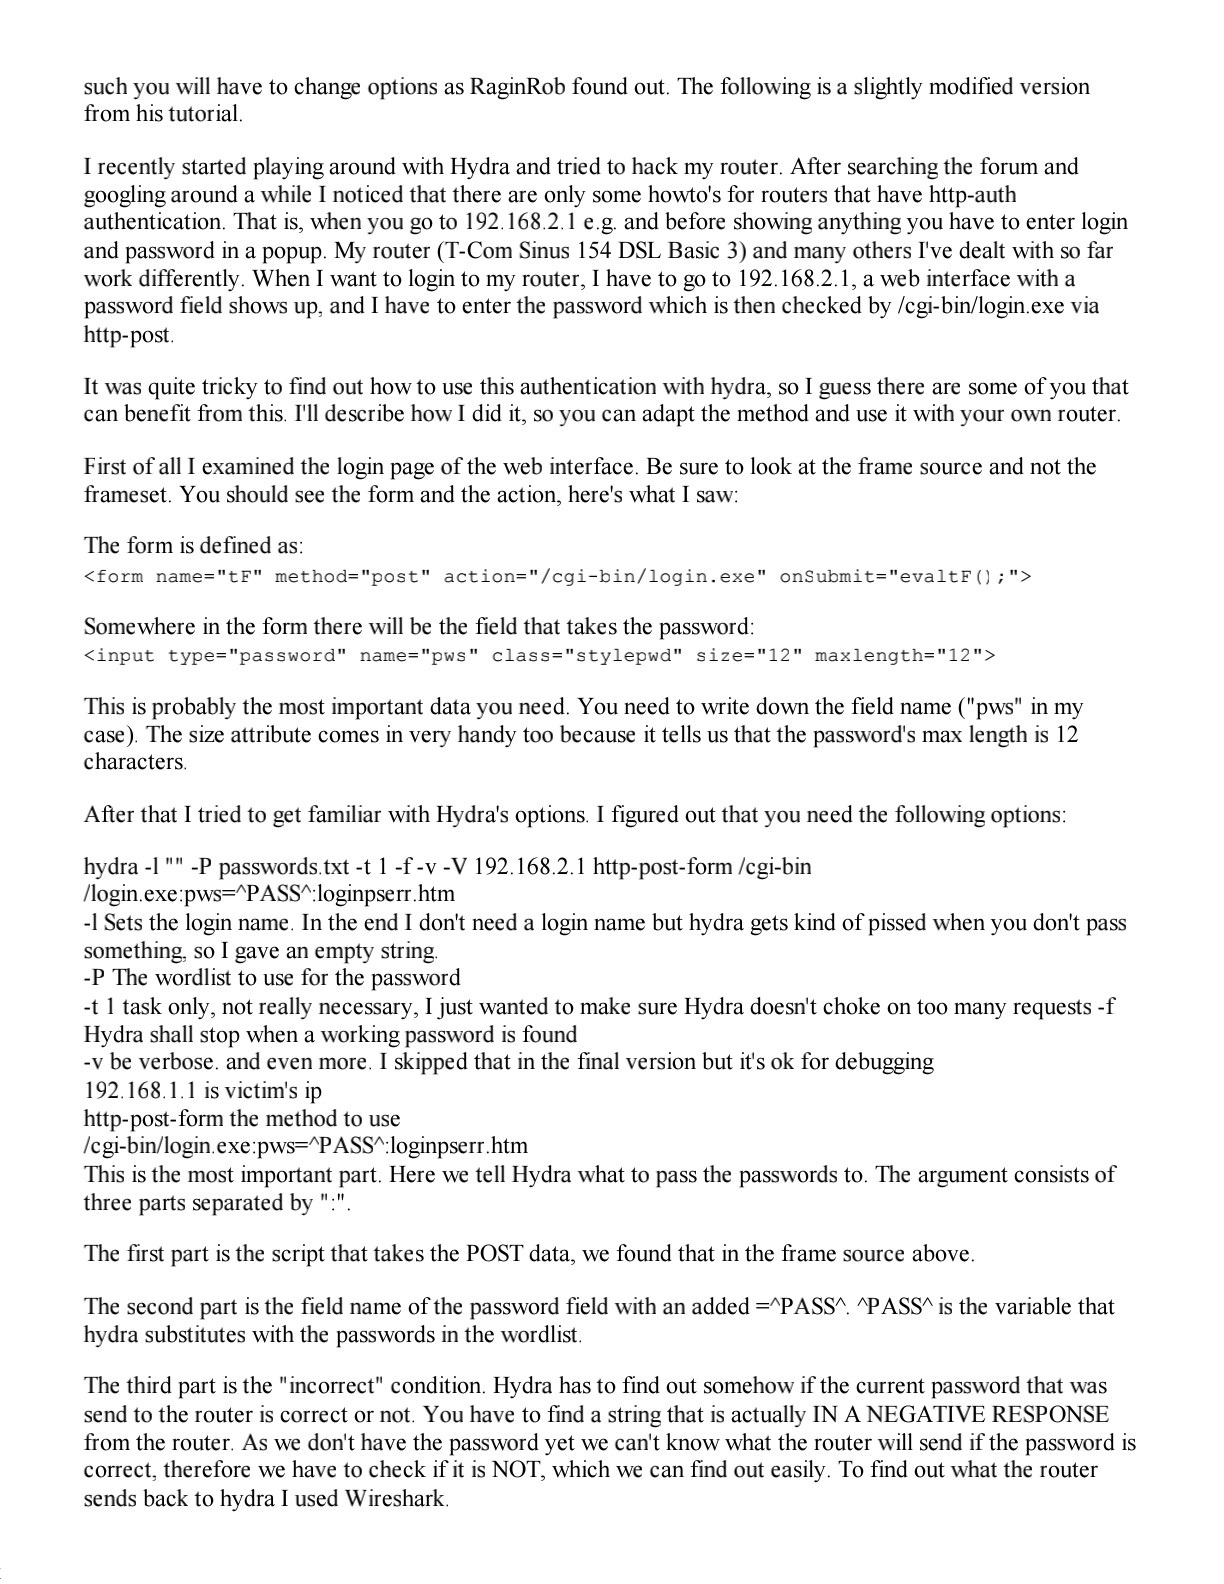 such you will have to change options as RaginRob found out. The following is a slightly modified version
from his tutorial.
I recently started playing around with Hydra and tried to hack my router. After searching the forum and
googling around a while I noticed that there are only some howto's for routers that have http-auth
authentication. That is, when you go to 192.168.2.1 e.g. and before showing anything you have to enter login
and password in a popup. My router (T-Com Sinus 154 DSL Basic 3) and many others I've dealt with so far
work differently. When I want to login to my router, I have to go to 192.168.2.1, a web interface with a
password field shows up, and I have to enter the password which is then checked by /cgi-bin/login.exe via
http-post.
It was quite tricky to find out how to use this authentication with hydra, so I guess there are some of you that
can benefit from this. I'll describe how I did it, so you can adapt the method and use it with your own router.
First of all I examined the login page of the web interface. Be sure to look at the frame source and not the
frameset. You should see the form and the action, here's what I saw:
The form is defined as:
<form name="tF" method="post" action="/cgi-bin/login.exe" onSubmit="evaltF();">
Somewhere in the form there will be the field that takes the password:
<input type="password" name="pws" class="stylepwd" size="12" maxlength="12">
This is probably the most important data you need. You need to write down the field name ("pws" in my
case). The size attribute comes in very handy too because it tells us that the password's max length is 12
characters.
After that I tried to get familiar with Hydra's options. I figured out that you need the following options:
hydra -l "" -P passwords.txt -t 1 -f -v -V 192.168.2.1 http-post-form /cgi-bin
/login.exe:pws=^PASS^:loginpserr.htm
-l Sets the login name. In the end I don't need a login name but hydra gets kind of pissed when you don't pass
something, so I gave an empty string.
-P The wordlist to use for the password
-t 1 task only, not really necessary, I just wanted to make sure Hydra doesn't choke on too many requests -f
Hydra shall stop when a working password is found
-v be verbose. and even more. I skipped that in the final version but it's ok for debugging
192.168.1.1 is victim's ip
http-post-form the method to use
/cgi-bin/login.exe:pws=^PASS^:loginpserr.htm
This is the most important part. Here we tell Hydra what to pass the passwords to. The argument consists of
three parts separated by ":".
The first part is the script that takes the POST data, we found that in the frame source above.
The second part is the field name of the password field with an added =^PASS^. ^PASS^ is the variable that
hydra substitutes with the passwords in the wordlist.
The third part is the "incorrect" condition. Hydra has to find out somehow if the current password that was
send to the router is correct or not. You have to find a string that is actually IN A NEGATIVE RESPONSE
from the router. As we don't have the password yet we can't know what the router will send if the password is
correct, therefore we have to check if it is NOT, which we can find out easily. To find out what the router
sends back to hydra I used Wireshark.